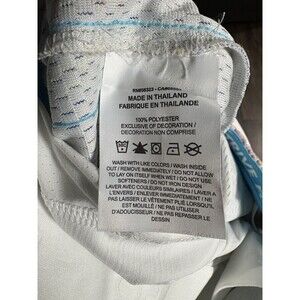 MADE IN THAILAND
FABRIQUE EN THAILANDE
100% POLYESTER
EXCLUSIVE OF DECORATION /
DECORATION NON COMPRISE
WASH WITH LIKE COLORS / WASH INSIDE
OUT / REMOVE IMMEDIATELY / DO NOT ALLOW
TO LAY ON ITSELF WHEN WET / DO NOT USE
SOFTENERS / DO NOT IRON DESIGN
LAVER AVEC COULEURS SIMILAIRES / LAVER
A L'ENVERS / ENLEVER IMMEDIATEMENT / NE
PAS LAISSER LE VÊTEMENT PLIÉ LORSQU'IL
EST MOUILLÉ / NE PAS UTILISER
D'ADOUCISSEUR / NE PAS REPASSER LE
DESSIN